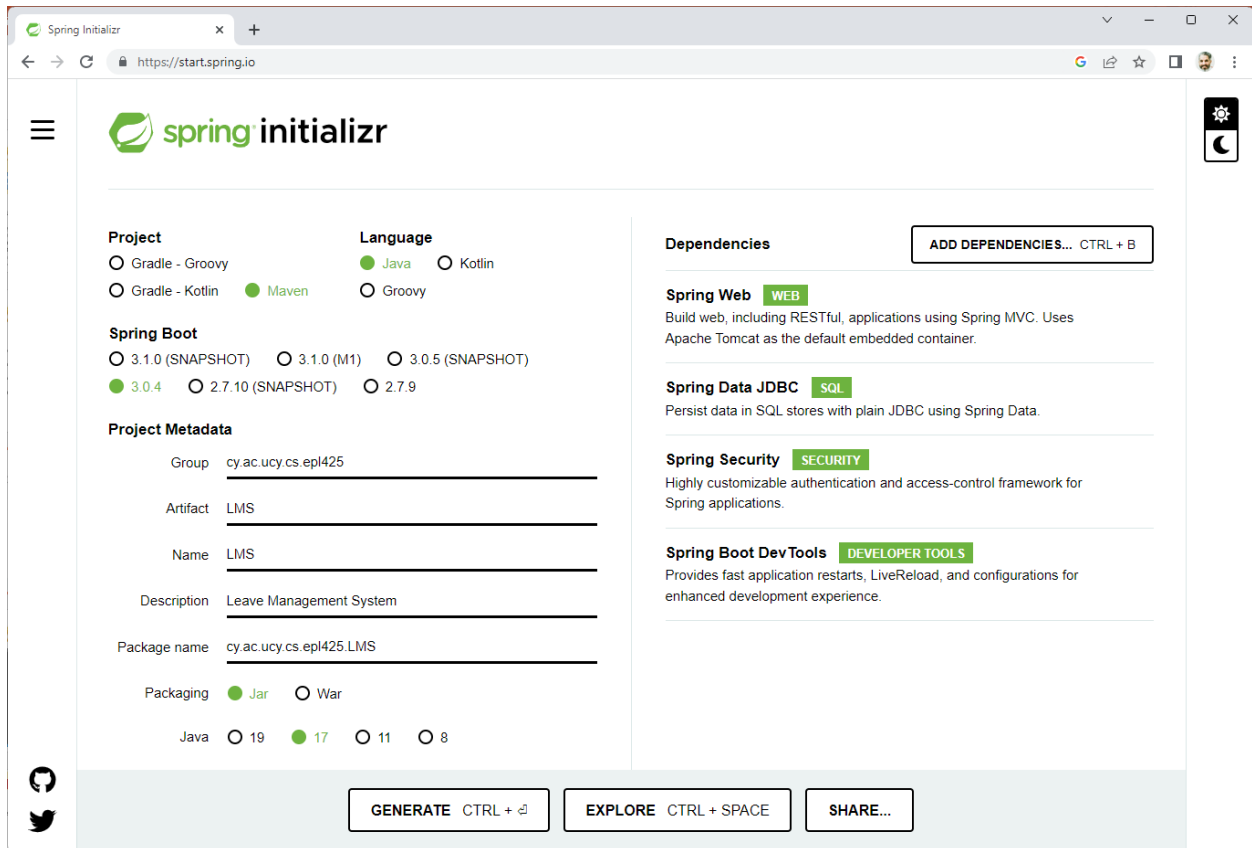 Spring Initializr
https://start.spring.io
spring initializr
Project
Gradle - Groovy
Gradle - Kotlin Maven
Language
Java Kotlin
Groovy
Spring Boot
3.1.0 (SNAPSHOT) 3.1.0 (M1) 3.0.5 (SNAPSHOT)
3.0.4 2.7.10 (SNAPSHOT) 2.7.9
Project Metadata
Group cy.ac.ucy.cs.epl425
Artifact LMS
Name LMS
Description Leave Management System
Package name cy.ac.ucy.cs.epl425.LMS
Packaging Jar War
Java 19 17 11 8
Dependencies ADD DEPENDENCIES... CTRL + B
Spring Web WEB
Build web, including RESTful, applications using Spring MVC. Uses
Apache Tomcat as the default embedded container.
Spring Data JDBC SQL
Persist data in SQL stores with plain JDBC using Spring Data.
Spring Security SECURITY
Highly customizable authentication and access-control framework for
Spring applications.
Spring Boot DevTools DEVELOPER TOOLS
Provides fast application restarts, LiveReload, and configurations for
enhanced development experience.
GENERATE CTRL + ⏎ EXPLORE CTRL + SPACE SHARE...